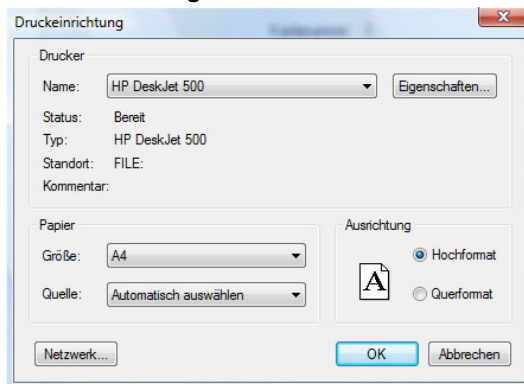 Druckeinrichtung
Drucker
Name: HP DeskJet 500 Eigenschaften...
Status: Bereit
Typ: HP DeskJet 500
Standort: FILE:
Kommentar:
Papier
Größe: A4
Quelle: Automatisch auswählen
Ausrichtung
A
Hochformat
Querformat
Netzwerk... OK Abbrechen